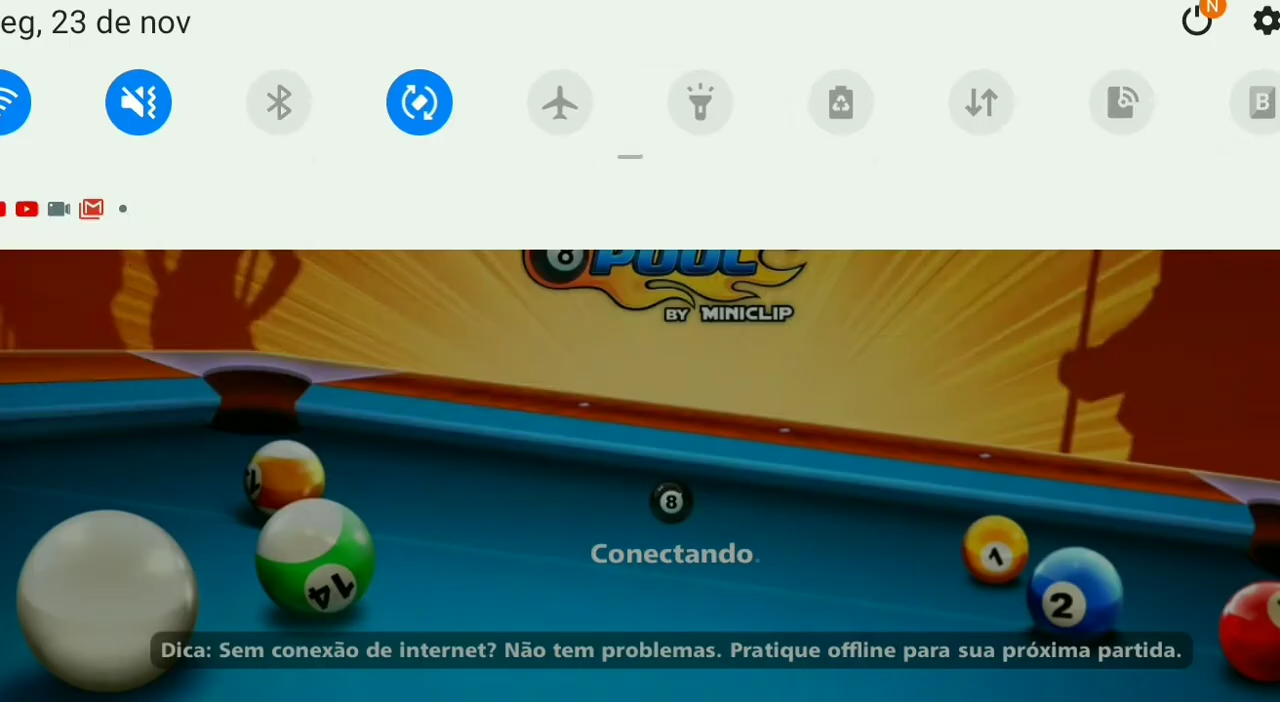 eg, 23 de nov
N
B
8
POOL
BY MINICLIP
8
Conectando.
14
1
2
Dica: Sem conexão de internet? Não tem problemas. Pratique offline para sua próxima partida.